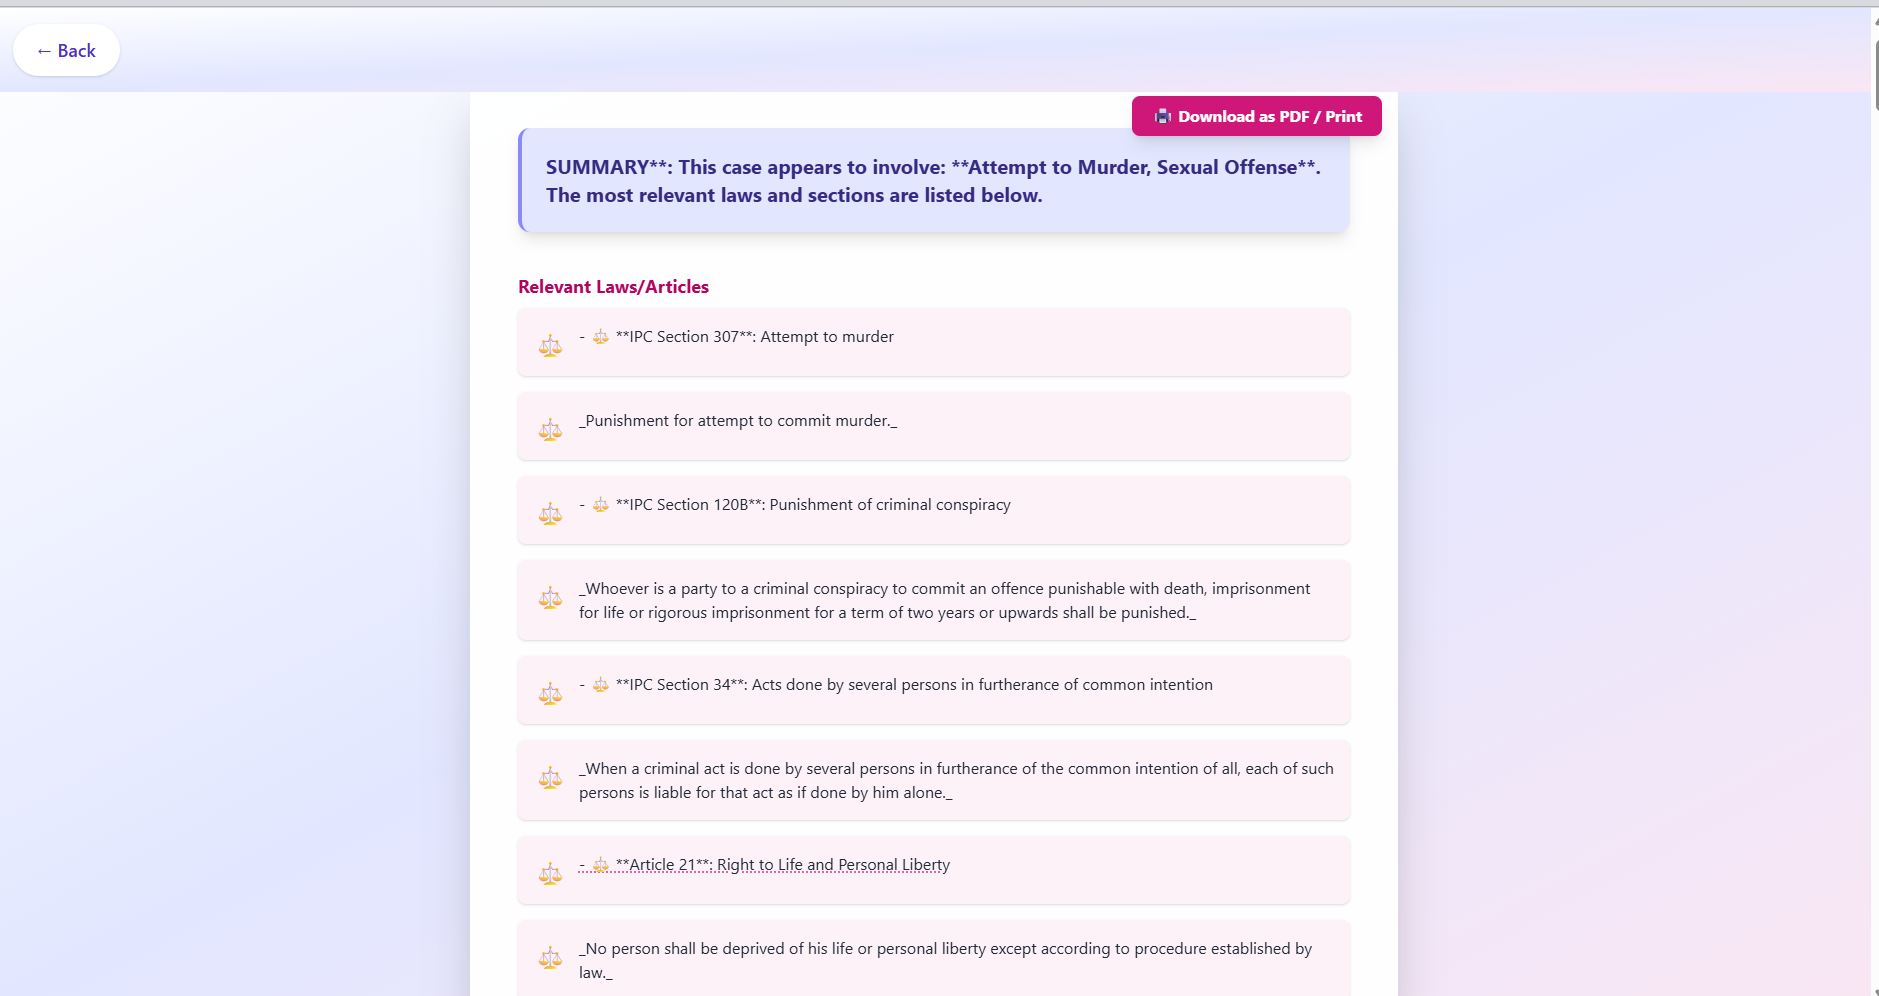 ← Back
🖨️ Download as PDF / Print
SUMMARY**: This case appears to involve: **Attempt to Murder, Sexual Offense**.
The most relevant laws and sections are listed below.
Relevant Laws/Articles
⚖️ - ⚖️ **IPC Section 307**: Attempt to murder
⚖️ _Punishment for attempt to commit murder._
⚖️ - ⚖️ **IPC Section 120B**: Punishment of criminal conspiracy
⚖️ _Whoever is a party to a criminal conspiracy to commit an offence punishable with death, imprisonment
for life or rigorous imprisonment for a term of two years or upwards shall be punished._
⚖️ - ⚖️ **IPC Section 34**: Acts done by several persons in furtherance of common intention
⚖️ _When a criminal act is done by several persons in furtherance of the common intention of all, each of such
persons is liable for that act as if done by him alone._
⚖️ - ⚖️ **Article 21**: Right to Life and Personal Liberty
⚖️ _No person shall be deprived of his life or personal liberty except according to procedure established by
law._